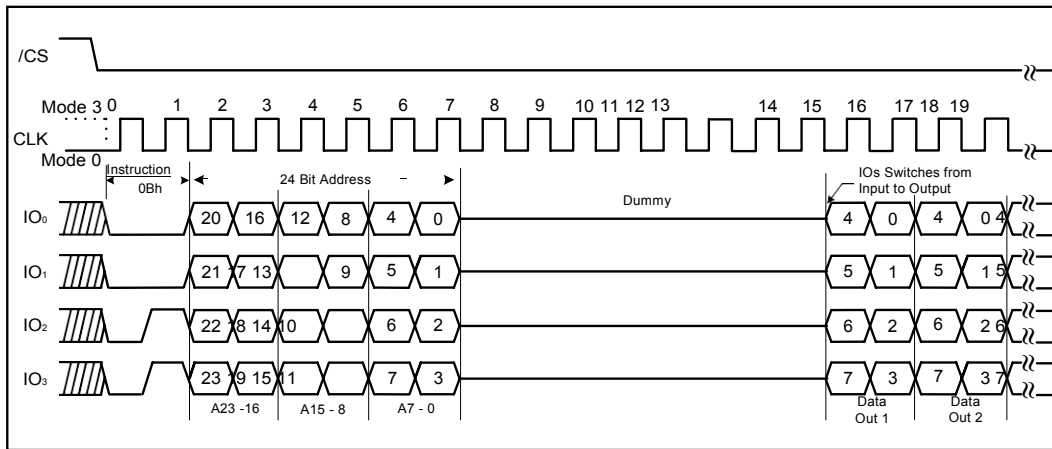 /CS
Mode 3 0 1 2 3 4 5 6 7 8 9 10 11 12 13 14 15 16 17 18 19
CLK
Mode 0
Instruction 24 Bit Address – IOs Switches from
0Bh Dummy Input to Output
IO0 20 16 12 8 4 0 4 0 4 0 4
IO1 21 17 13 9 5 1 5 1 5 1 5
IO2 22 18 14 10 6 2 6 2 6 2 6
IO3 23 19 15 11 7 3 7 3 7 3 7
A23 -16 A15 - 8 A7 - 0 Data Data
Out 1 Out 2